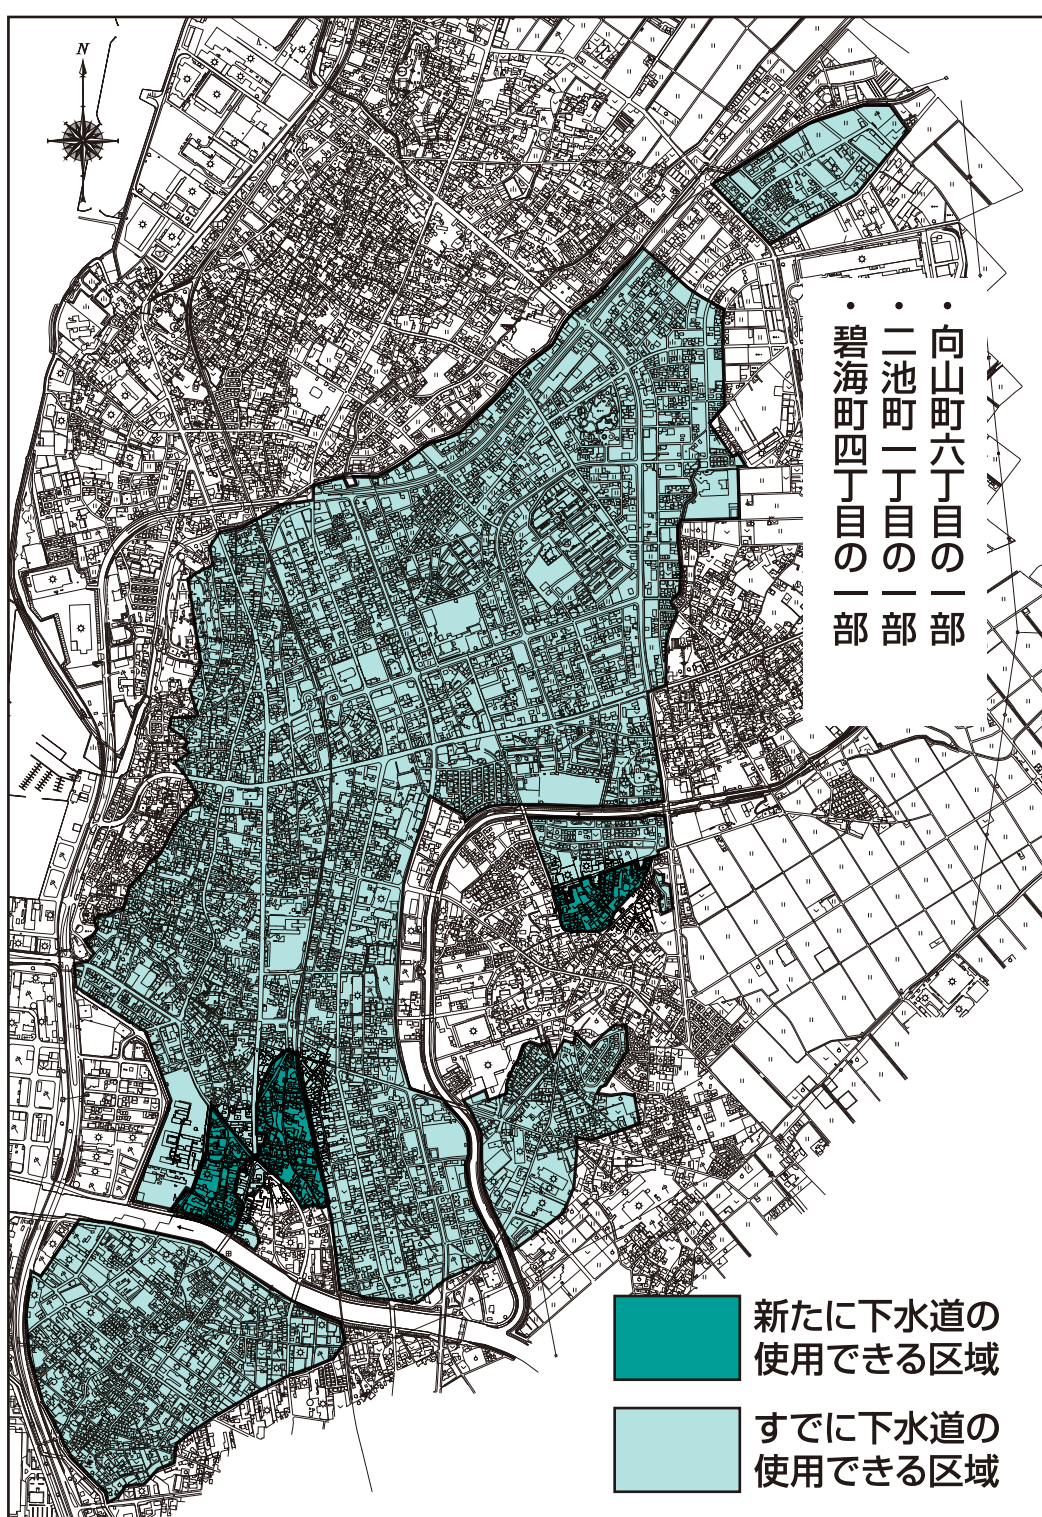 N
・向山町六丁目の一部
・二池町一丁目の一部
・碧海町四丁目の一部
新たに下水道の
使用できる区域
すでに下水道の
使用できる区域